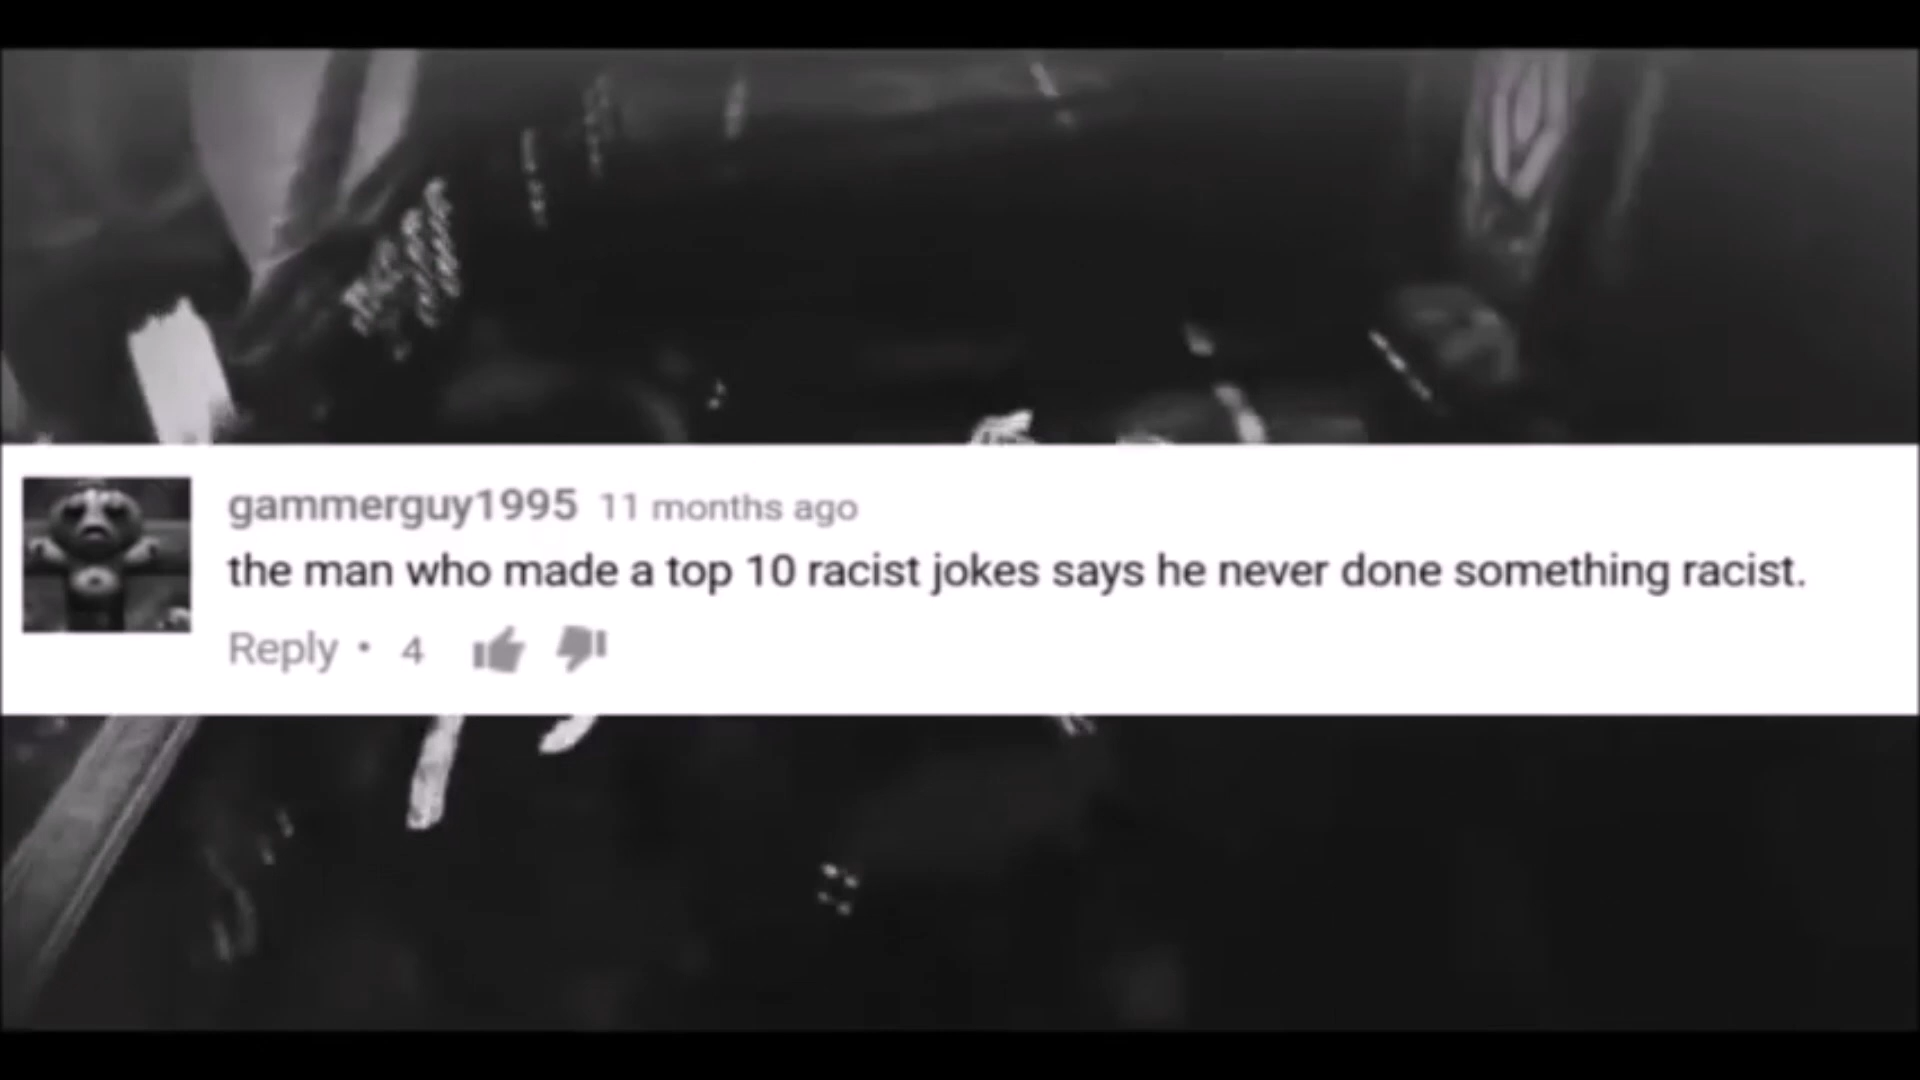 gammerguy1995 11 months ago
the man who made a top 10 racist jokes says he never done something racist.
Reply • 4